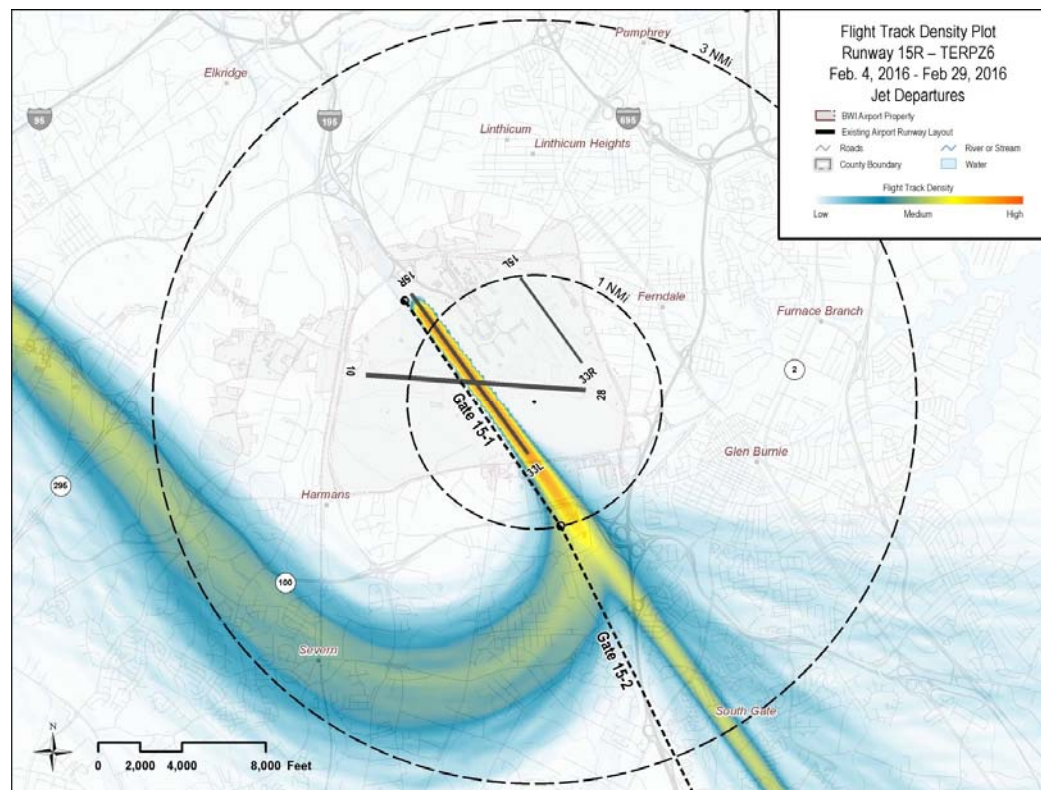 Flight Track Density Plot
Runway 15R – TERPZ6
Feb. 4, 2016 - Feb 29, 2016
Jet Departures
BWI Airport Property
Existing Airport Runway Layout
Roads
River or Stream
County Boundary
Water
Flight Track Density
Low
Medium
High
Pumphrey
3 NMi
Elkridge
95
195
695
Linthicum
Linthicum Heights
15R
15L
1 NMi
Ferndale
Furnace Branch
2
10
33R
28
Gate 15-1
Glen Burnie
33L
295
Harmans
100
Severn
Gate 15-2
South Gate
N
0
2,000
4,000
8,000 Feet